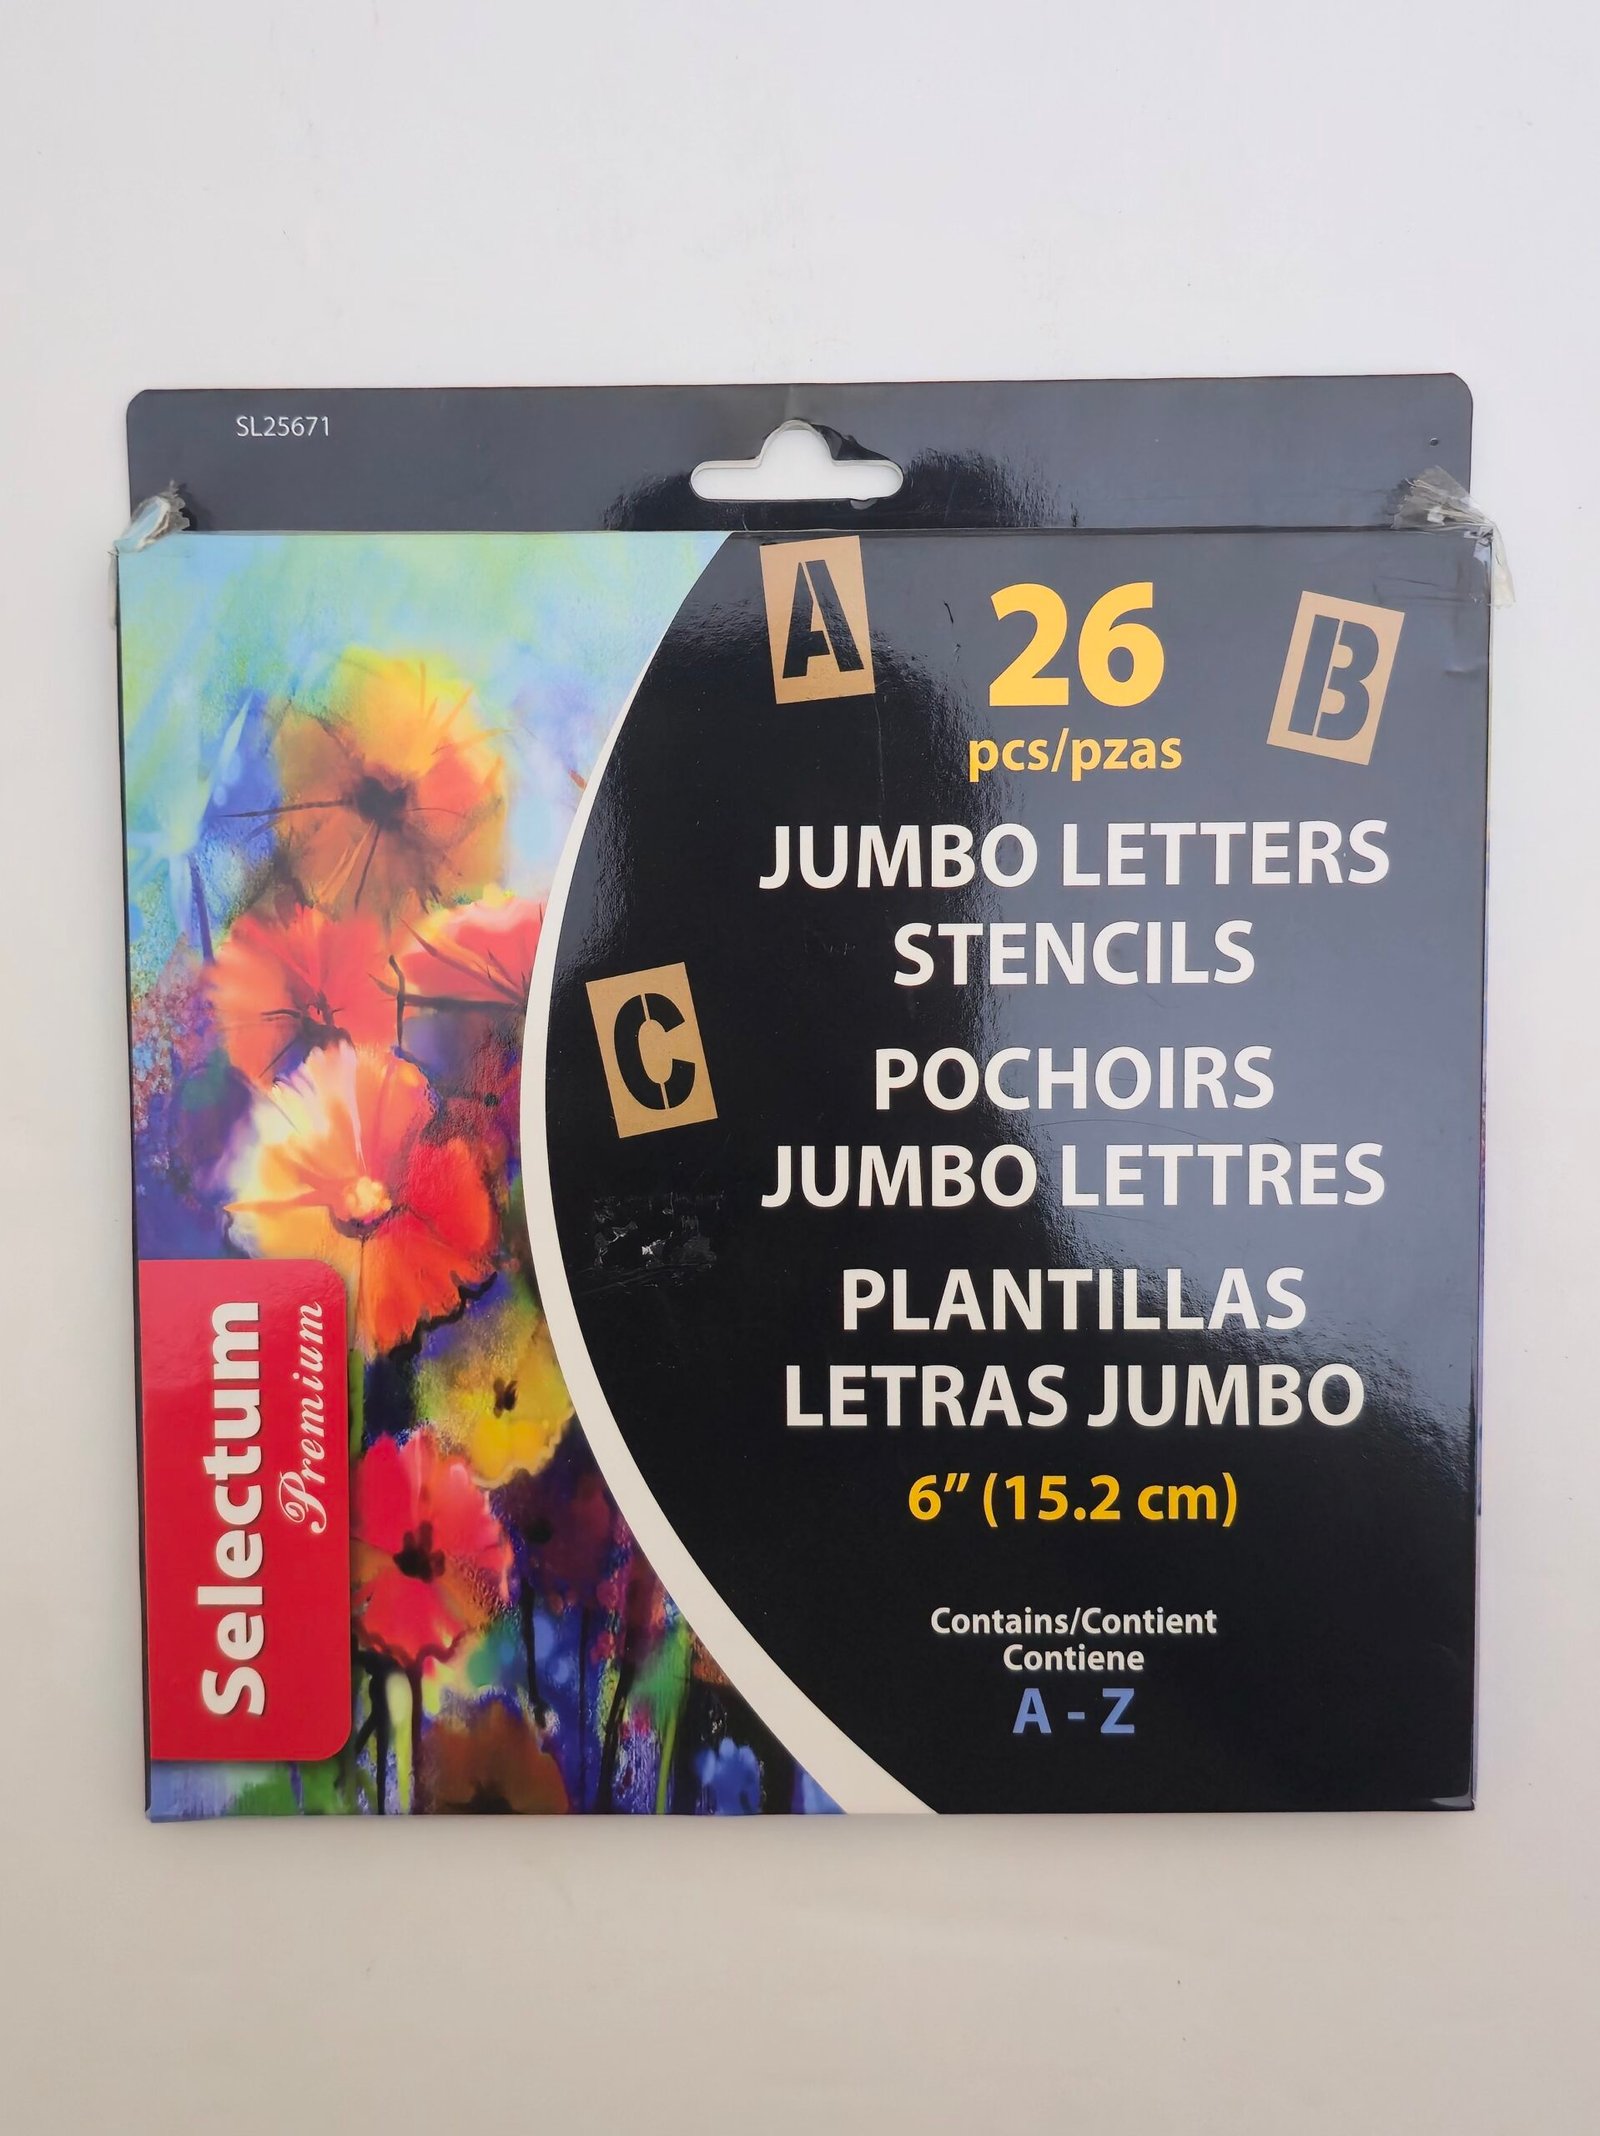 SL25671
A
26
B
pcs/pzas
JUMBO LETTERS
STENCILS
C
POCHOIRS
JUMBO LETTRES
PLANTILLAS
LETRAS JUMBO
6” (15.2 cm)
Contains/Contient
Contiene
A - Z
Selectum
Premium